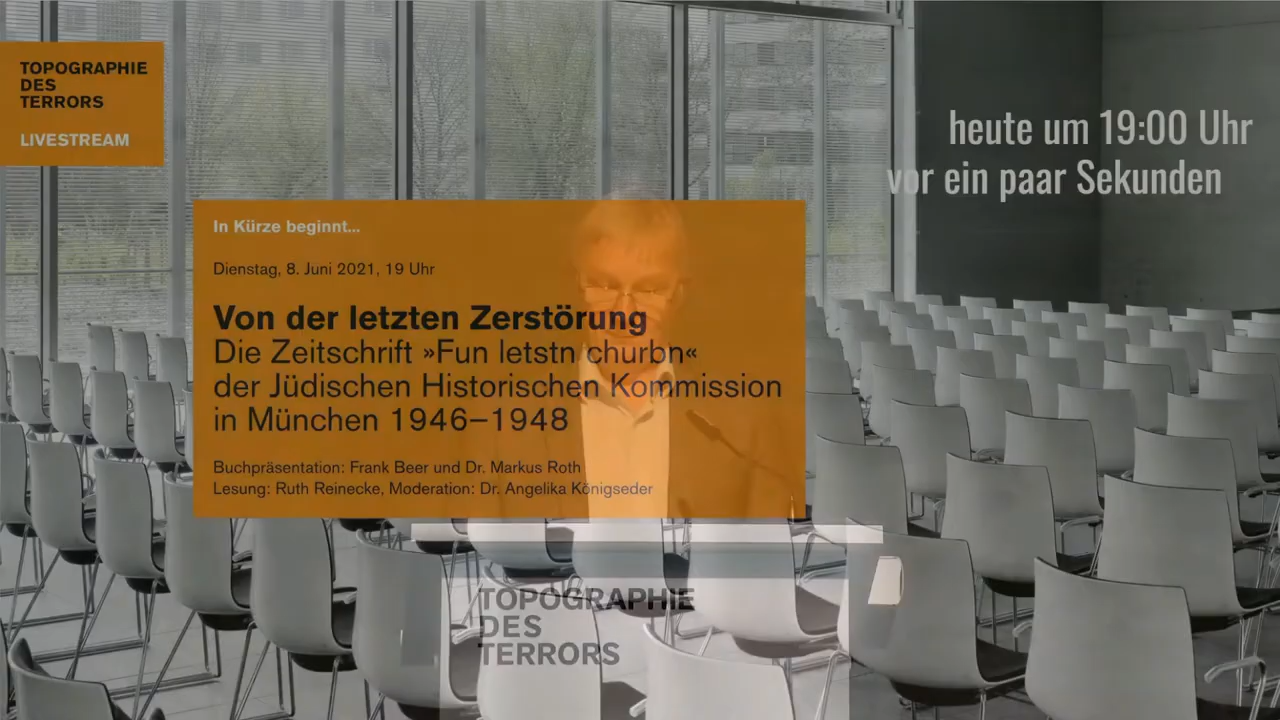 TOPOGRAPHIE
DES
TERRORS
LIVESTREAM
heute um 19:00 Uhr
vor ein paar Sekunden
In Kürze beginnt...
Dienstag, 8. Juni 2021, 19 Uhr
Von der letzten Zerstörung
Die Zeitschrift »Fun letstn churbn«
der Jüdischen Historischen Kommission
in München 1946–1948
Buchpräsentation: Frank Beer und Dr. Markus Roth
Lesung: Ruth Reinecke, Moderation: Dr. Angelika Königseder
TOPOGRAPHIE
DES
TERRORS